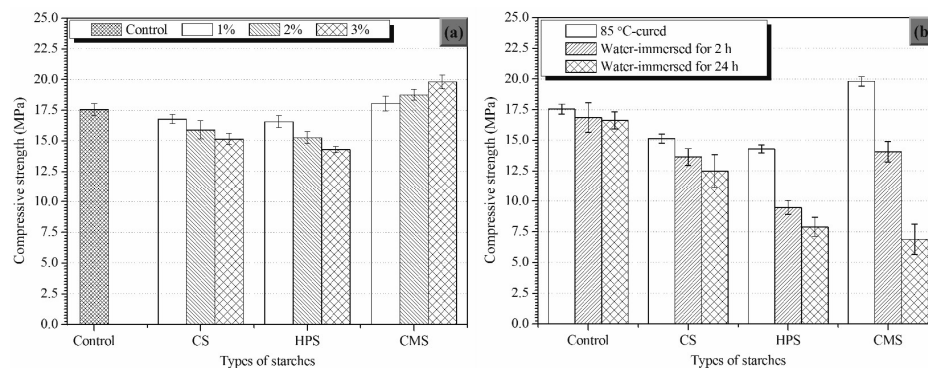 Control 1% 2% 3%
(a)
25.0
22.5
20.0
17.5
15.0
12.5
10.0
7.5
5.0
2.5
0.0
Compressive strength (MPa)
Control CS HPS CMS
Types of starches
85 °C-cured
Water-immersed for 2 h
Water-immersed for 24 h
(b)
25.0
22.5
20.0
17.5
15.0
12.5
10.0
7.5
5.0
2.5
0.0
Compressive strength (MPa)
Control CS HPS CMS
Types of starches